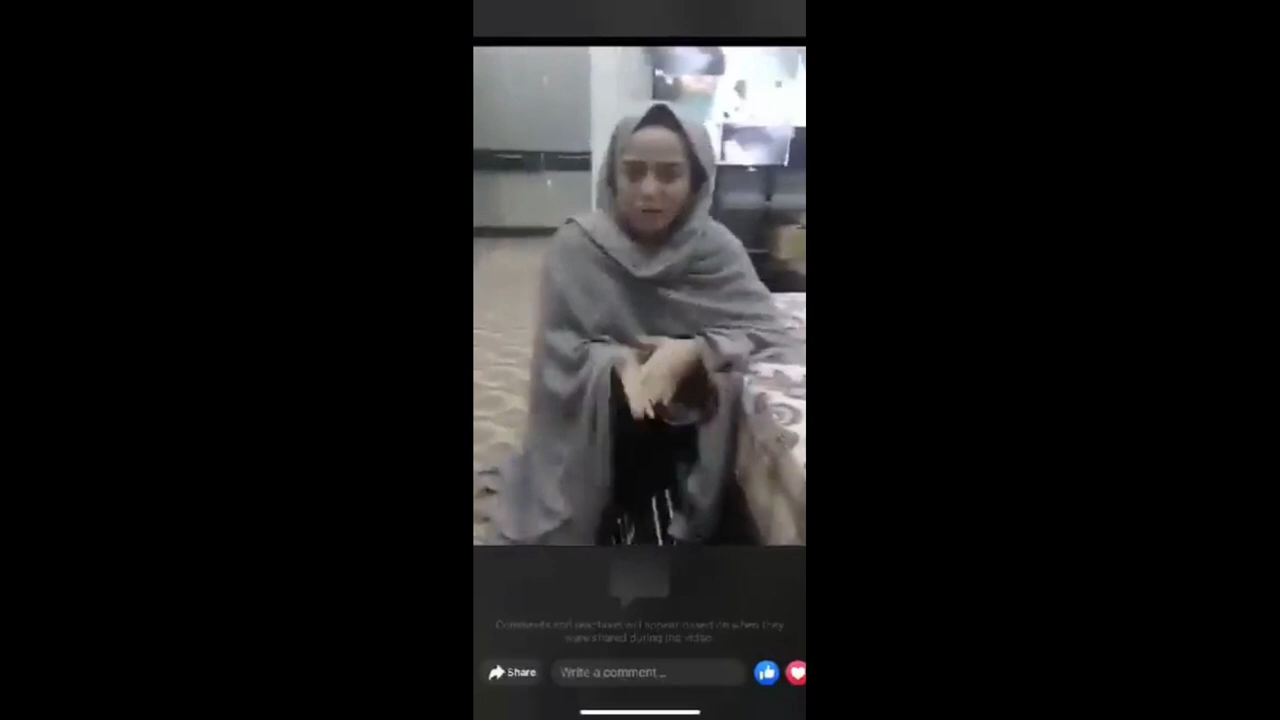 Comments and reactions will appear based on when they
were shared during the video.
Share
Write a comment...